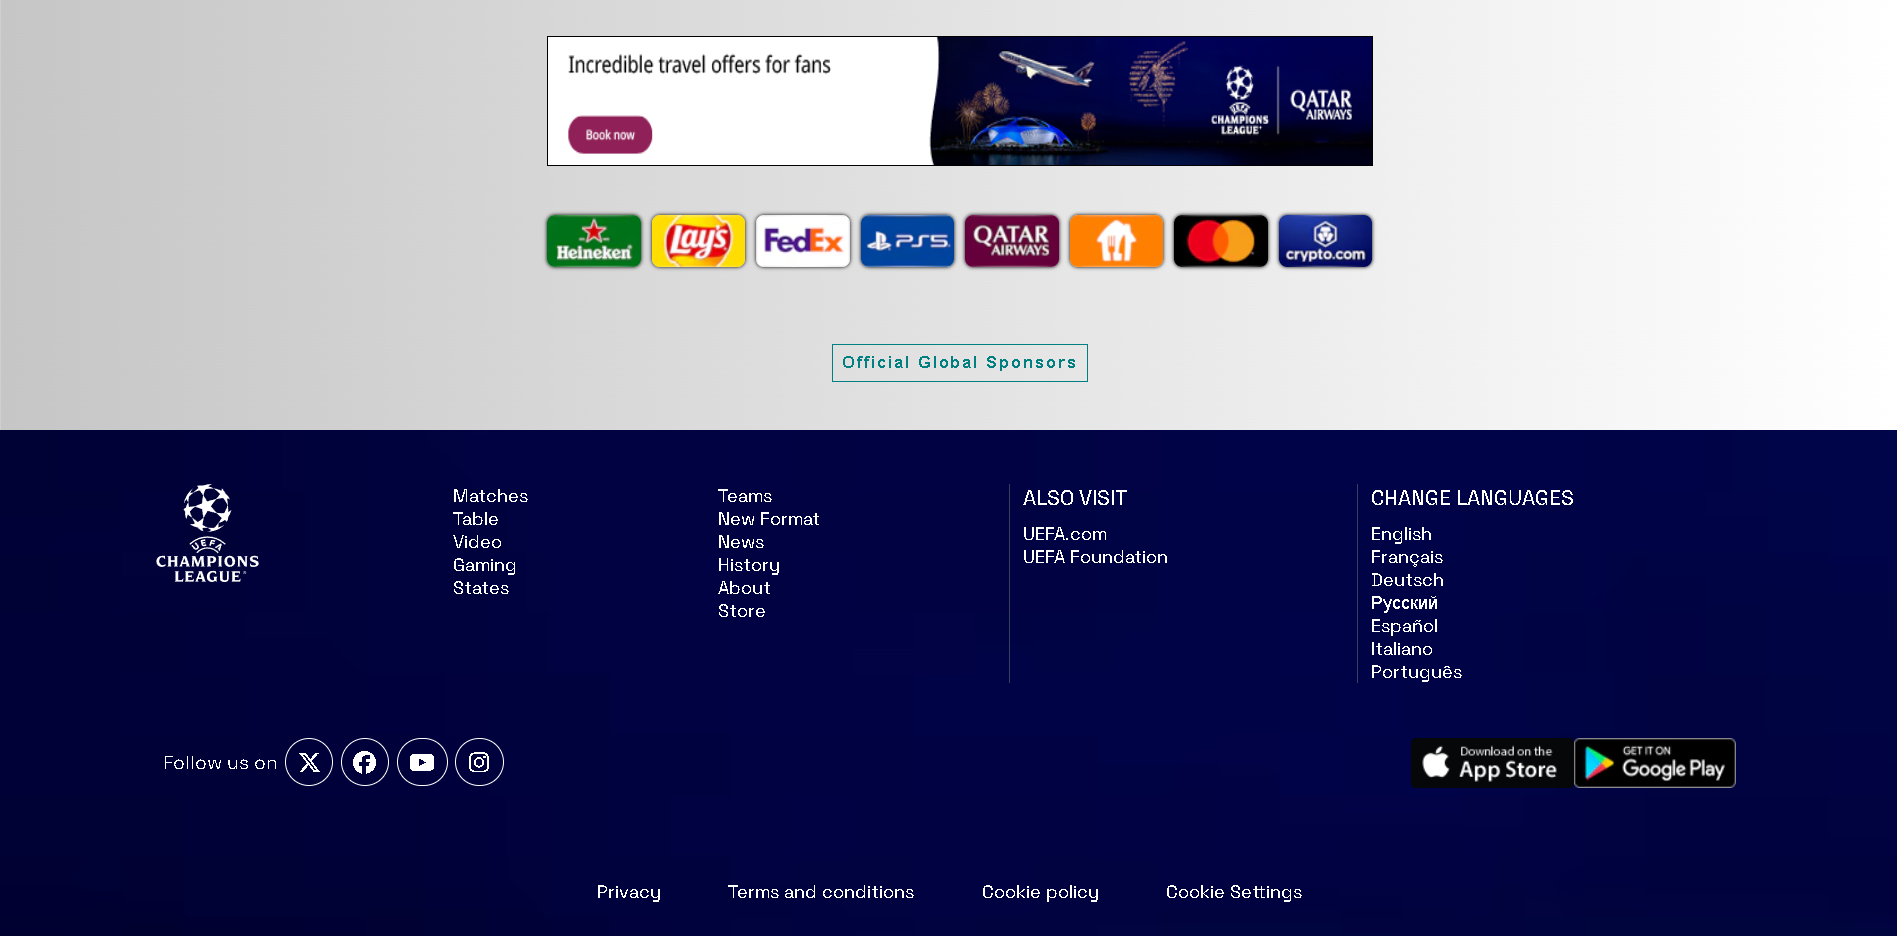 Incredible travel offers for fans
Book now
UEFA
CHAMPIONS
LEAGUE
QATAR
AIRWAYS
Heineken
Lay's
FedEx
PS5
QATAR
AIRWAYS
crypto.com
Official Global Sponsors
UEFA
CHAMPIONS
LEAGUE
Matches
Table
Video
Gaming
States
Teams
New Format
News
History
About
Store
ALSO VISIT
UEFA.com
UEFA Foundation
CHANGE LANGUAGES
English
Français
Deutsch
Русский
Español
Italiano
Português
Follow us on
Download on the
App Store
GET IT ON
Google Play
Privacy
Terms and conditions
Cookie policy
Cookie Settings